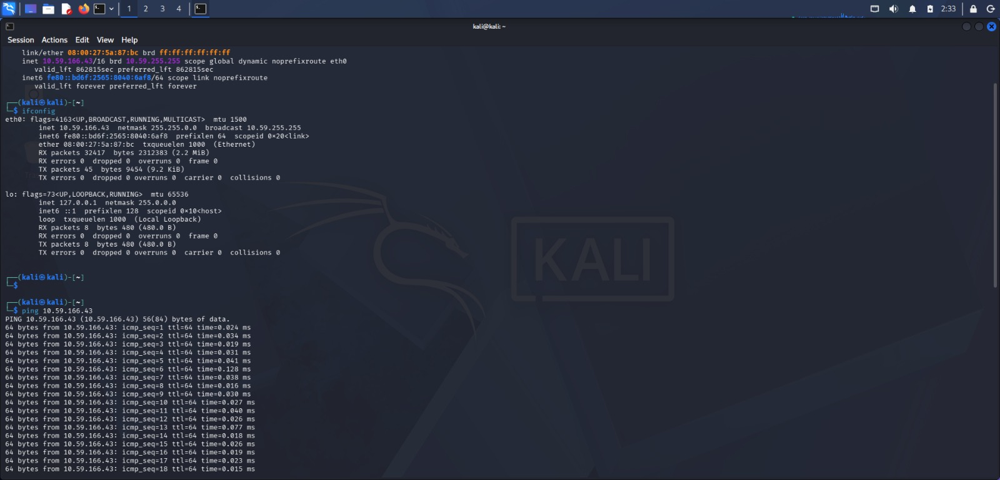 1 2 3 4 2:33
kali@kali: ~
Session Actions Edit View Help
link/ether 08:00:27:5a:87:bc brd ff:ff:ff:ff:ff:ff
inet 10.59.166.43/16 brd 10.59.255.255 scope global dynamic noprefixroute eth0
valid_lft 862815sec preferred_lft 862815sec
inet6 fe80::bd6f:2565:8040:6af8/64 scope link noprefixroute
valid_lft forever preferred_lft forever
┌──(kali㉿kali)-[~]
└─$ ifconfig
eth0: flags=4163<UP,BROADCAST,RUNNING,MULTICAST>  mtu 1500
inet 10.59.166.43  netmask 255.255.0.0  broadcast 10.59.255.255
inet6 fe80::bd6f:2565:8040:6af8  prefixlen 64  scopeid 0×20<link>
ether 08:00:27:5a:87:bc  txqueuelen 1000  (Ethernet)
RX packets 32417  bytes 2312383 (2.2 MiB)
RX errors 0  dropped 0  overruns 0  frame 0
TX packets 45  bytes 9454 (9.2 KiB)
TX errors 0  dropped 0 overruns 0  carrier 0  collisions 0
lo: flags=73<UP,LOOPBACK,RUNNING>  mtu 65536
inet 127.0.0.1  netmask 255.0.0.0
inet6 ::1  prefixlen 128  scopeid 0×10<host>
loop  txqueuelen 1000  (Local Loopback)
RX packets 8  bytes 480 (480.0 B)
RX errors 0  dropped 0  overruns 0  frame 0
TX packets 8  bytes 480 (480.0 B)
TX errors 0  dropped 0 overruns 0  carrier 0  collisions 0
KALI
┌──(kali㉿kali)-[~]
└─$
┌──(kali㉿kali)-[~]
└─$ ping 10.59.166.43
PING 10.59.166.43 (10.59.166.43) 56(84) bytes of data.
64 bytes from 10.59.166.43: icmp_seq=1 ttl=64 time=0.024 ms
64 bytes from 10.59.166.43: icmp_seq=2 ttl=64 time=0.034 ms
64 bytes from 10.59.166.43: icmp_seq=3 ttl=64 time=0.019 ms
64 bytes from 10.59.166.43: icmp_seq=4 ttl=64 time=0.031 ms
64 bytes from 10.59.166.43: icmp_seq=5 ttl=64 time=0.041 ms
64 bytes from 10.59.166.43: icmp_seq=6 ttl=64 time=0.128 ms
64 bytes from 10.59.166.43: icmp_seq=7 ttl=64 time=0.038 ms
64 bytes from 10.59.166.43: icmp_seq=8 ttl=64 time=0.016 ms
64 bytes from 10.59.166.43: icmp_seq=9 ttl=64 time=0.030 ms
64 bytes from 10.59.166.43: icmp_seq=10 ttl=64 time=0.027 ms
64 bytes from 10.59.166.43: icmp_seq=11 ttl=64 time=0.040 ms
64 bytes from 10.59.166.43: icmp_seq=12 ttl=64 time=0.026 ms
64 bytes from 10.59.166.43: icmp_seq=13 ttl=64 time=0.077 ms
64 bytes from 10.59.166.43: icmp_seq=14 ttl=64 time=0.018 ms
64 bytes from 10.59.166.43: icmp_seq=15 ttl=64 time=0.026 ms
64 bytes from 10.59.166.43: icmp_seq=16 ttl=64 time=0.019 ms
64 bytes from 10.59.166.43: icmp_seq=17 ttl=64 time=0.023 ms
64 bytes from 10.59.166.43: icmp_seq=18 ttl=64 time=0.015 ms